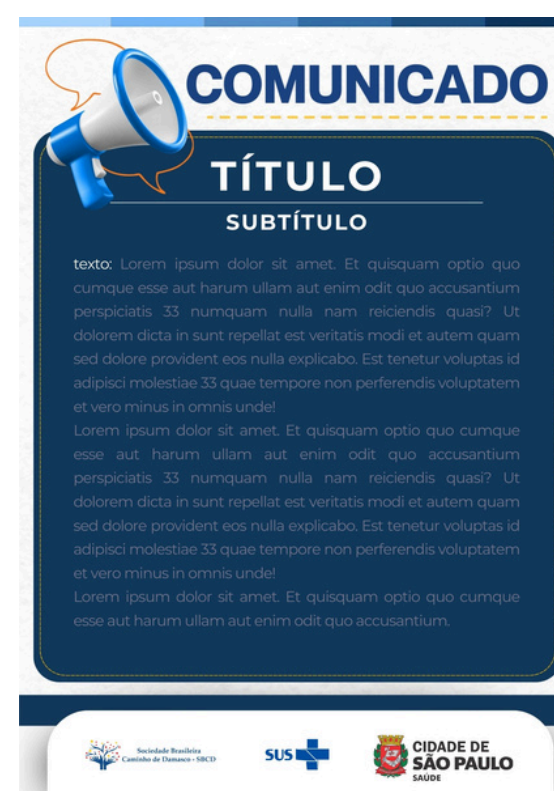 COMUNICADO
TÍTULO
SUBTÍTULO
texto: Lorem ipsum dolor sit amet. Et quisquam optio quo
cumque esse aut harum ullam aut enim odit quo accusantium
perspiciatis 33 numquam nulla nam reiciendis quasi? Ut
dolorem dicta in sunt repellat est veritatis modi et autem quam
sed dolore provident eos nulla explicabo. Est tenetur voluptas id
adipisci molestiae 33 quae tempore non perferendis voluptatem
et vero minus in omnis unde!
Lorem ipsum dolor sit amet. Et quisquam optio quo cumque
esse aut harum ullam aut enim odit quo accusantium
perspiciatis 33 numquam nulla nam reiciendis quasi? Ut
dolorem dicta in sunt repellat est veritatis modi et autem quam
sed dolore provident eos nulla explicabo. Est tenetur voluptas id
adipisci molestiae 33 quae tempore non perferendis voluptatem
et vero minus in omnis unde!
Lorem ipsum dolor sit amet. Et quisquam optio quo cumque
esse aut harum ullam aut enim odit quo accusantium.
Sociedade Brasileira
Caminho de Damasco - SBCD
SUS
CIDADE DE
SÃO PAULO
SAÚDE